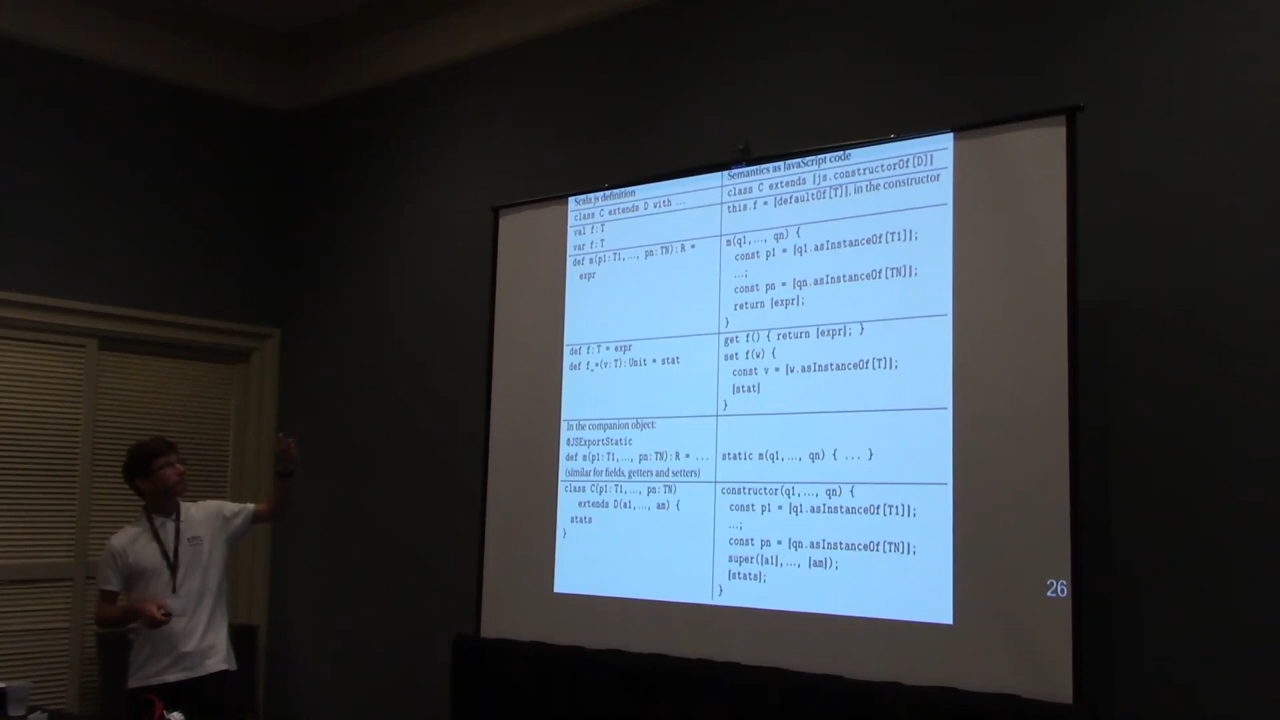 Scala.js definition
Semantics as JavaScript code
class C extends D with ...
class C extends [js.constructorOf[D]]
val f:T
var f:T
this.f = [defaultOf[T]], in the constructor
def m(p1:T1,..., pn:TN):R =
expr
m(q1,..., qn) {
const p1 = [q1.asInstanceOf[T1]];
...;
const pn = [qn.asInstanceOf[TN]];
return [expr];
}
def f:T = expr
def f_=(v:T):Unit = stat
get f() { return [expr]; }
set f(w) {
const v = [w.asInstanceOf[T]];
[stat]
}
In the companion object:
@JSExportStatic
def m(p1:T1,..., pn:TN):R = ...
(similar for fields, getters and setters)
static m(q1,..., qn) { ... }
class C(p1:T1,..., pn:TN)
extends D(a1,..., am) {
stats
}
constructor(q1,..., qn) {
const p1 = [q1.asInstanceOf[T1]];
...;
const pn = [qn.asInstanceOf[TN]];
super([a1],..., [am]);
[stats];
}
26